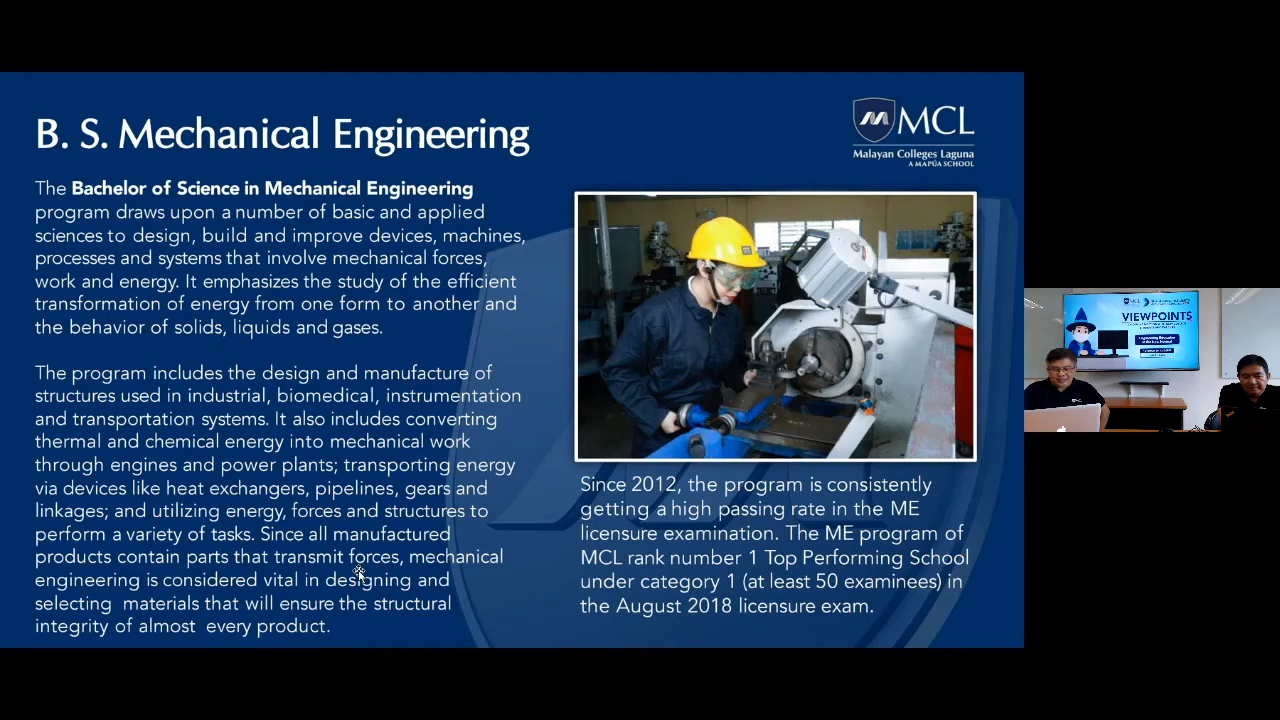 B. S. Mechanical Engineering
MCL
Malayan Colleges Laguna
A MAPÚA SCHOOL
The Bachelor of Science in Mechanical Engineering
program draws upon a number of basic and applied
sciences to design, build and improve devices, machines,
processes and systems that involve mechanical forces,
work and energy. It emphasizes the study of the efficient
transformation of energy from one form to another and
the behavior of solids, liquids and gases.
The program includes the design and manufacture of
structures used in industrial, biomedical, instrumentation
and transportation systems. It also includes converting
thermal and chemical energy into mechanical work
through engines and power plants; transporting energy
via devices like heat exchangers, pipelines, gears and
linkages; and utilizing energy, forces and structures to
perform a variety of tasks. Since all manufactured
products contain parts that transmit forces, mechanical
engineering is considered vital in designing and
selecting materials that will ensure the structural
integrity of almost every product.
Since 2012, the program is consistently
getting a high passing rate in the ME
licensure examination. The ME program of
MCL rank number 1 Top Performing School
under category 1 (at least 50 examinees) in
the August 2018 licensure exam.
MCL
VIEWPOINTS
Engineering Education